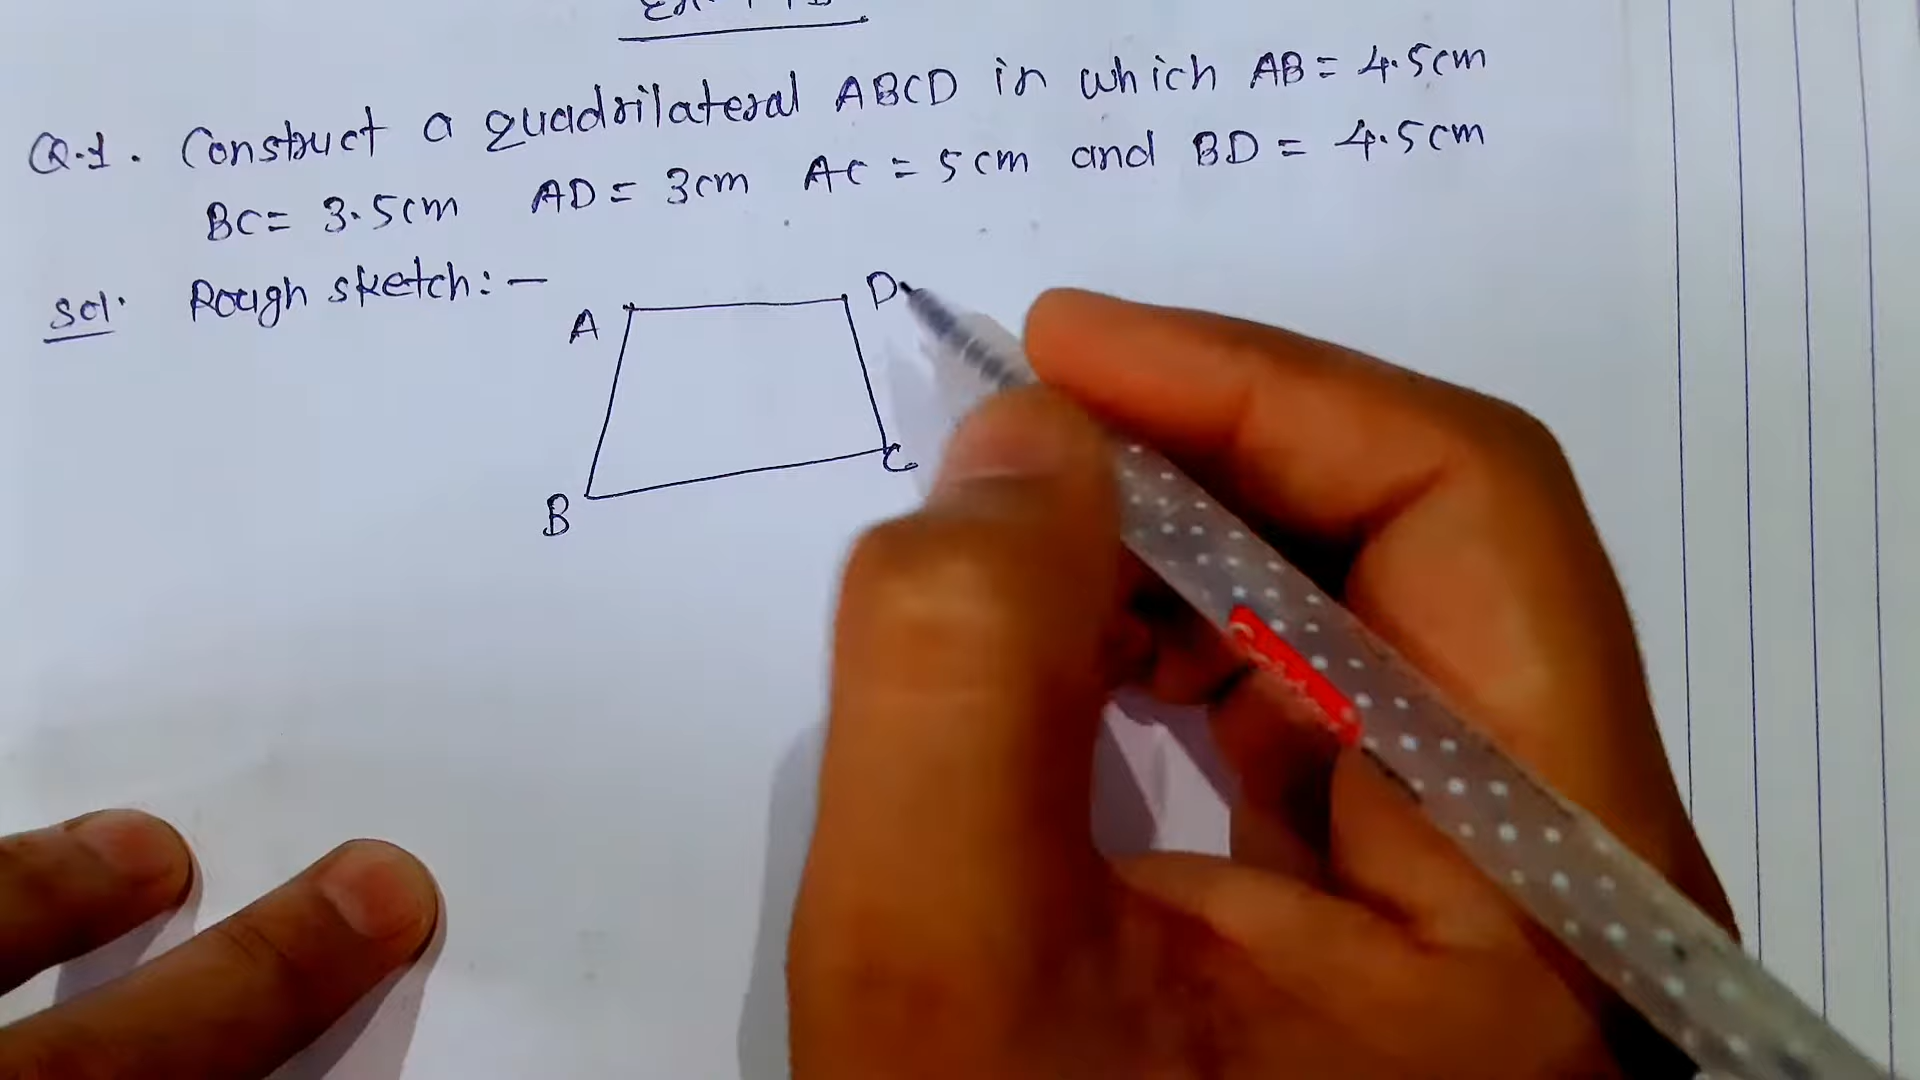 Q.1. Construct a quadrilateral ABCD in which AB = 4.5cm
BC = 3.5cm AD = 3cm AC = 5cm and BD = 4.5cm
Sol. Rough sketch:-
A
D
B
C